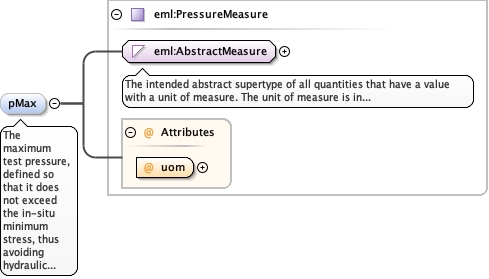 eml:PressureMeasure
eml:AbstractMeasure
The intended abstract supertype of all quantities that have a value
with a unit of measure. The unit of measure is in...
pMax
The
maximum
test pressure,
defined so
that it does
not exceed
the in-situ
minimum
stress, thus
avoiding
hydraulic...
@ Attributes
@ uom